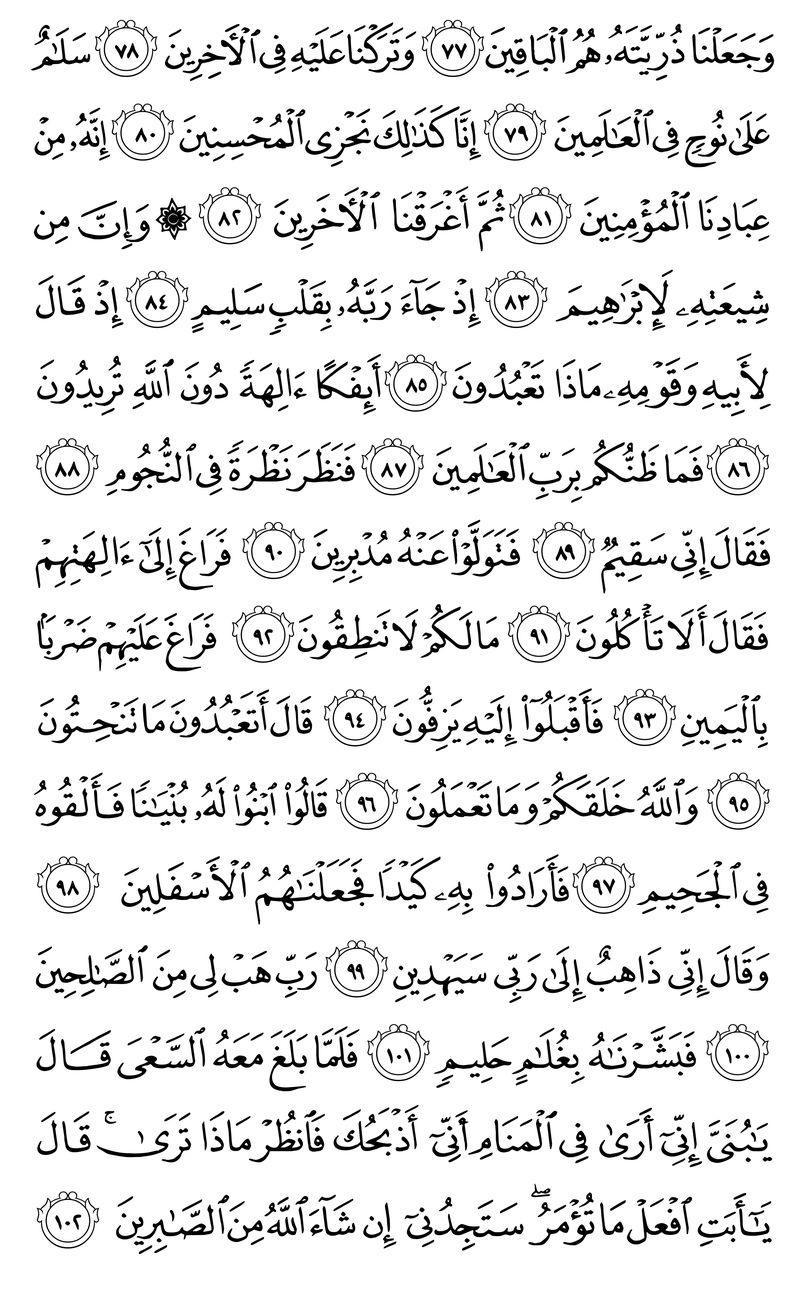 وَجَعَلْنَا ذُرِّيَّتَهُۥ هُمُ ٱلْبَاقِينَ ٧٧ وَتَرَكْنَا عَلَيْهِ فِى ٱلْأَخِرِينَ ٧٨ سَلَٰمٌ
عَلَىٰ نُوحٍ فِى ٱلْعَٰلَمِينَ ٧٩ إِنَّا كَذَٰلِكَ نَجْزِى ٱلْمُحْسِنِينَ ٨٠ إِنَّهُۥ مِنْ
عِبَادِنَا ٱلْمُؤْمِنِينَ ٨١ ثُمَّ أَغْرَقْنَا ٱلْأَخَرِينَ ٨٢ ۞ وَإِنَّ مِن
شِيعَتِهِۦ لَإِبْرَٰهِيمَ ٨٣ إِذْ جَآءَ رَبَّهُۥ بِقَلْبٍ سَلِيمٍ ٨٤ إِذْ قَالَ
لِأَبِيهِ وَقَوْمِهِۦ مَاذَا تَعْبُدُونَ ٨٥ أَئِفْكًا ءَالِهَةً دُونَ ٱللَّهِ تُرِيدُونَ
٨٦ فَمَا ظَنُّكُم بِرَبِّ ٱلْعَٰلَمِينَ ٨٧ فَنَظَرَ نَظْرَةً فِى ٱلنُّجُومِ ٨٨
فَقَالَ إِنِّى سَقِيمٌ ٨٩ فَتَوَلَّوْا۟ عَنْهُ مُدْبِرِينَ ٩٠ فَرَاغَ إِلَىٰٓ ءَالِهَتِهِمْ
فَقَالَ أَلَا تَأْكُلُونَ ٩١ مَا لَكُمْ لَا تَنطِقُونَ ٩٢ فَرَاغَ عَلَيْهِمْ ضَرْبًۢا
بِٱلْيَمِينِ ٩٣ فَأَقْبَلُوٓا۟ إِلَيْهِ يَزِفُّونَ ٩٤ قَالَ أَتَعْبُدُونَ مَا تَنْحِتُونَ
٩٥ وَٱللَّهُ خَلَقَكُمْ وَمَا تَعْمَلُونَ ٩٦ قَالُوا۟ ٱبْنُوا۟ لَهُۥ بُنْيَٰنًا فَأَلْقُوهُ
فِى ٱلْجَحِيمِ ٩٧ فَأَرَادُوا۟ بِهِۦ كَيْدًا فَجَعَلْنَٰهُمُ ٱلْأَسْفَلِينَ ٩٨
وَقَالَ إِنِّى ذَاهِبٌ إِلَىٰ رَبِّى سَيَهْدِينِ ٩٩ رَبِّ هَبْ لِى مِنَ ٱلصَّٰلِحِينَ
١٠٠ فَبَشَّرْنَٰهُ بِغُلَٰمٍ حَلِيمٍ ١٠١ فَلَمَّا بَلَغَ مَعَهُ ٱلسَّعْىَ قَالَ
يَٰبُنَىَّ إِنِّىٓ أَرَىٰ فِى ٱلْمَنَامِ أَنِّىٓ أَذْبَحُكَ فَٱنظُرْ مَاذَا تَرَىٰ ۚ قَالَ
يَٰٓأَبَتِ ٱفْعَلْ مَا تُؤْمَرُ ۖ سَتَجِدُنِىٓ إِن شَآءَ ٱللَّهُ مِنَ ٱلصَّٰبِرِينَ ١٠٢